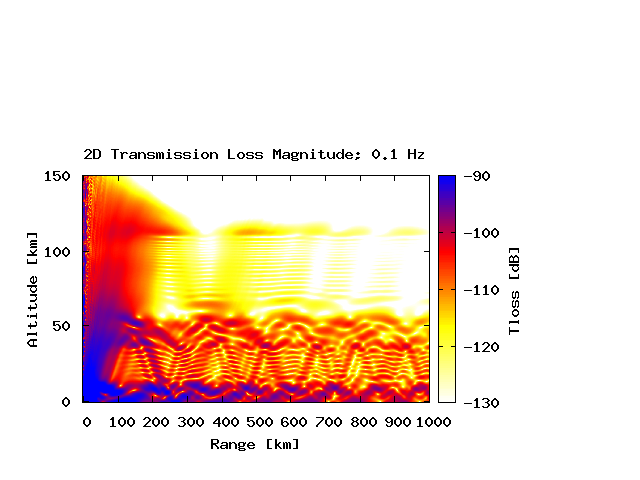 2D Transmission Loss Magnitude; 0.1 Hz
150
100
50
0
Altitude [km]
0 100 200 300 400 500 600 700 800 900 1000
Range [km]
-90
-100
-110
-120
-130
Tloss [dB]